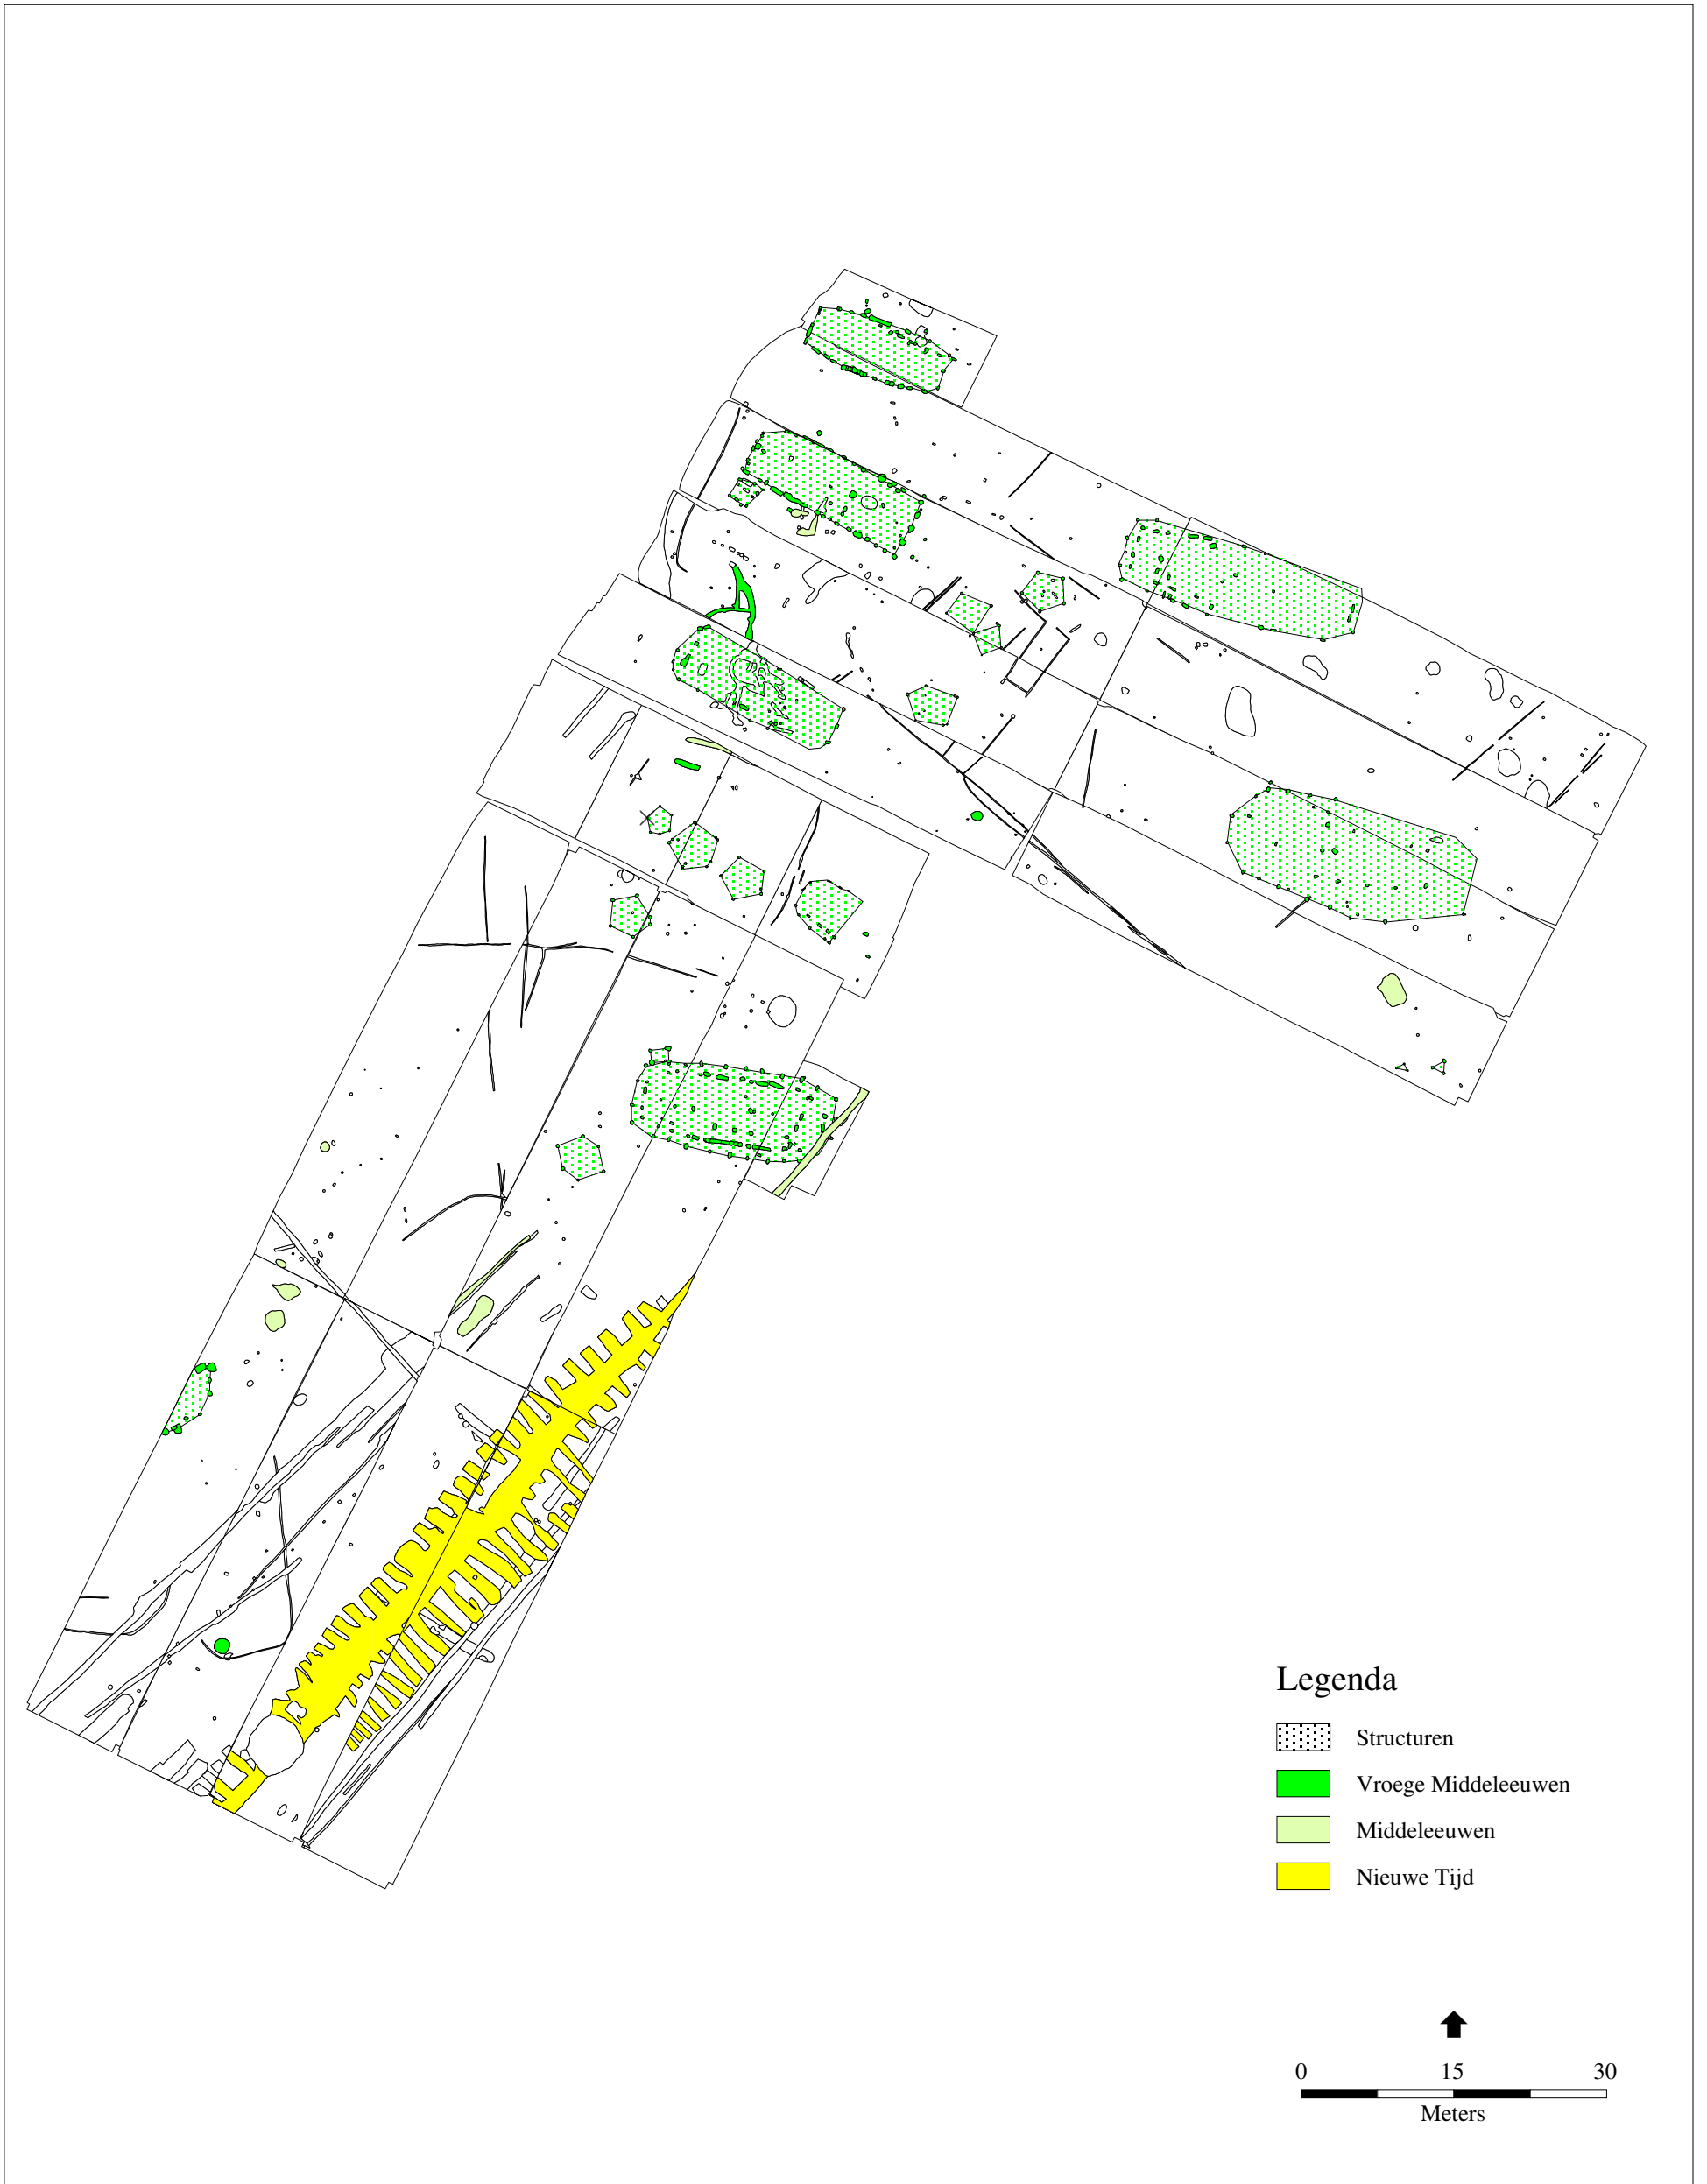 Legenda
Structuren
Vroege Middeleeuwen
Middeleeuwen
Nieuwe Tijd
0 15 30
Meters